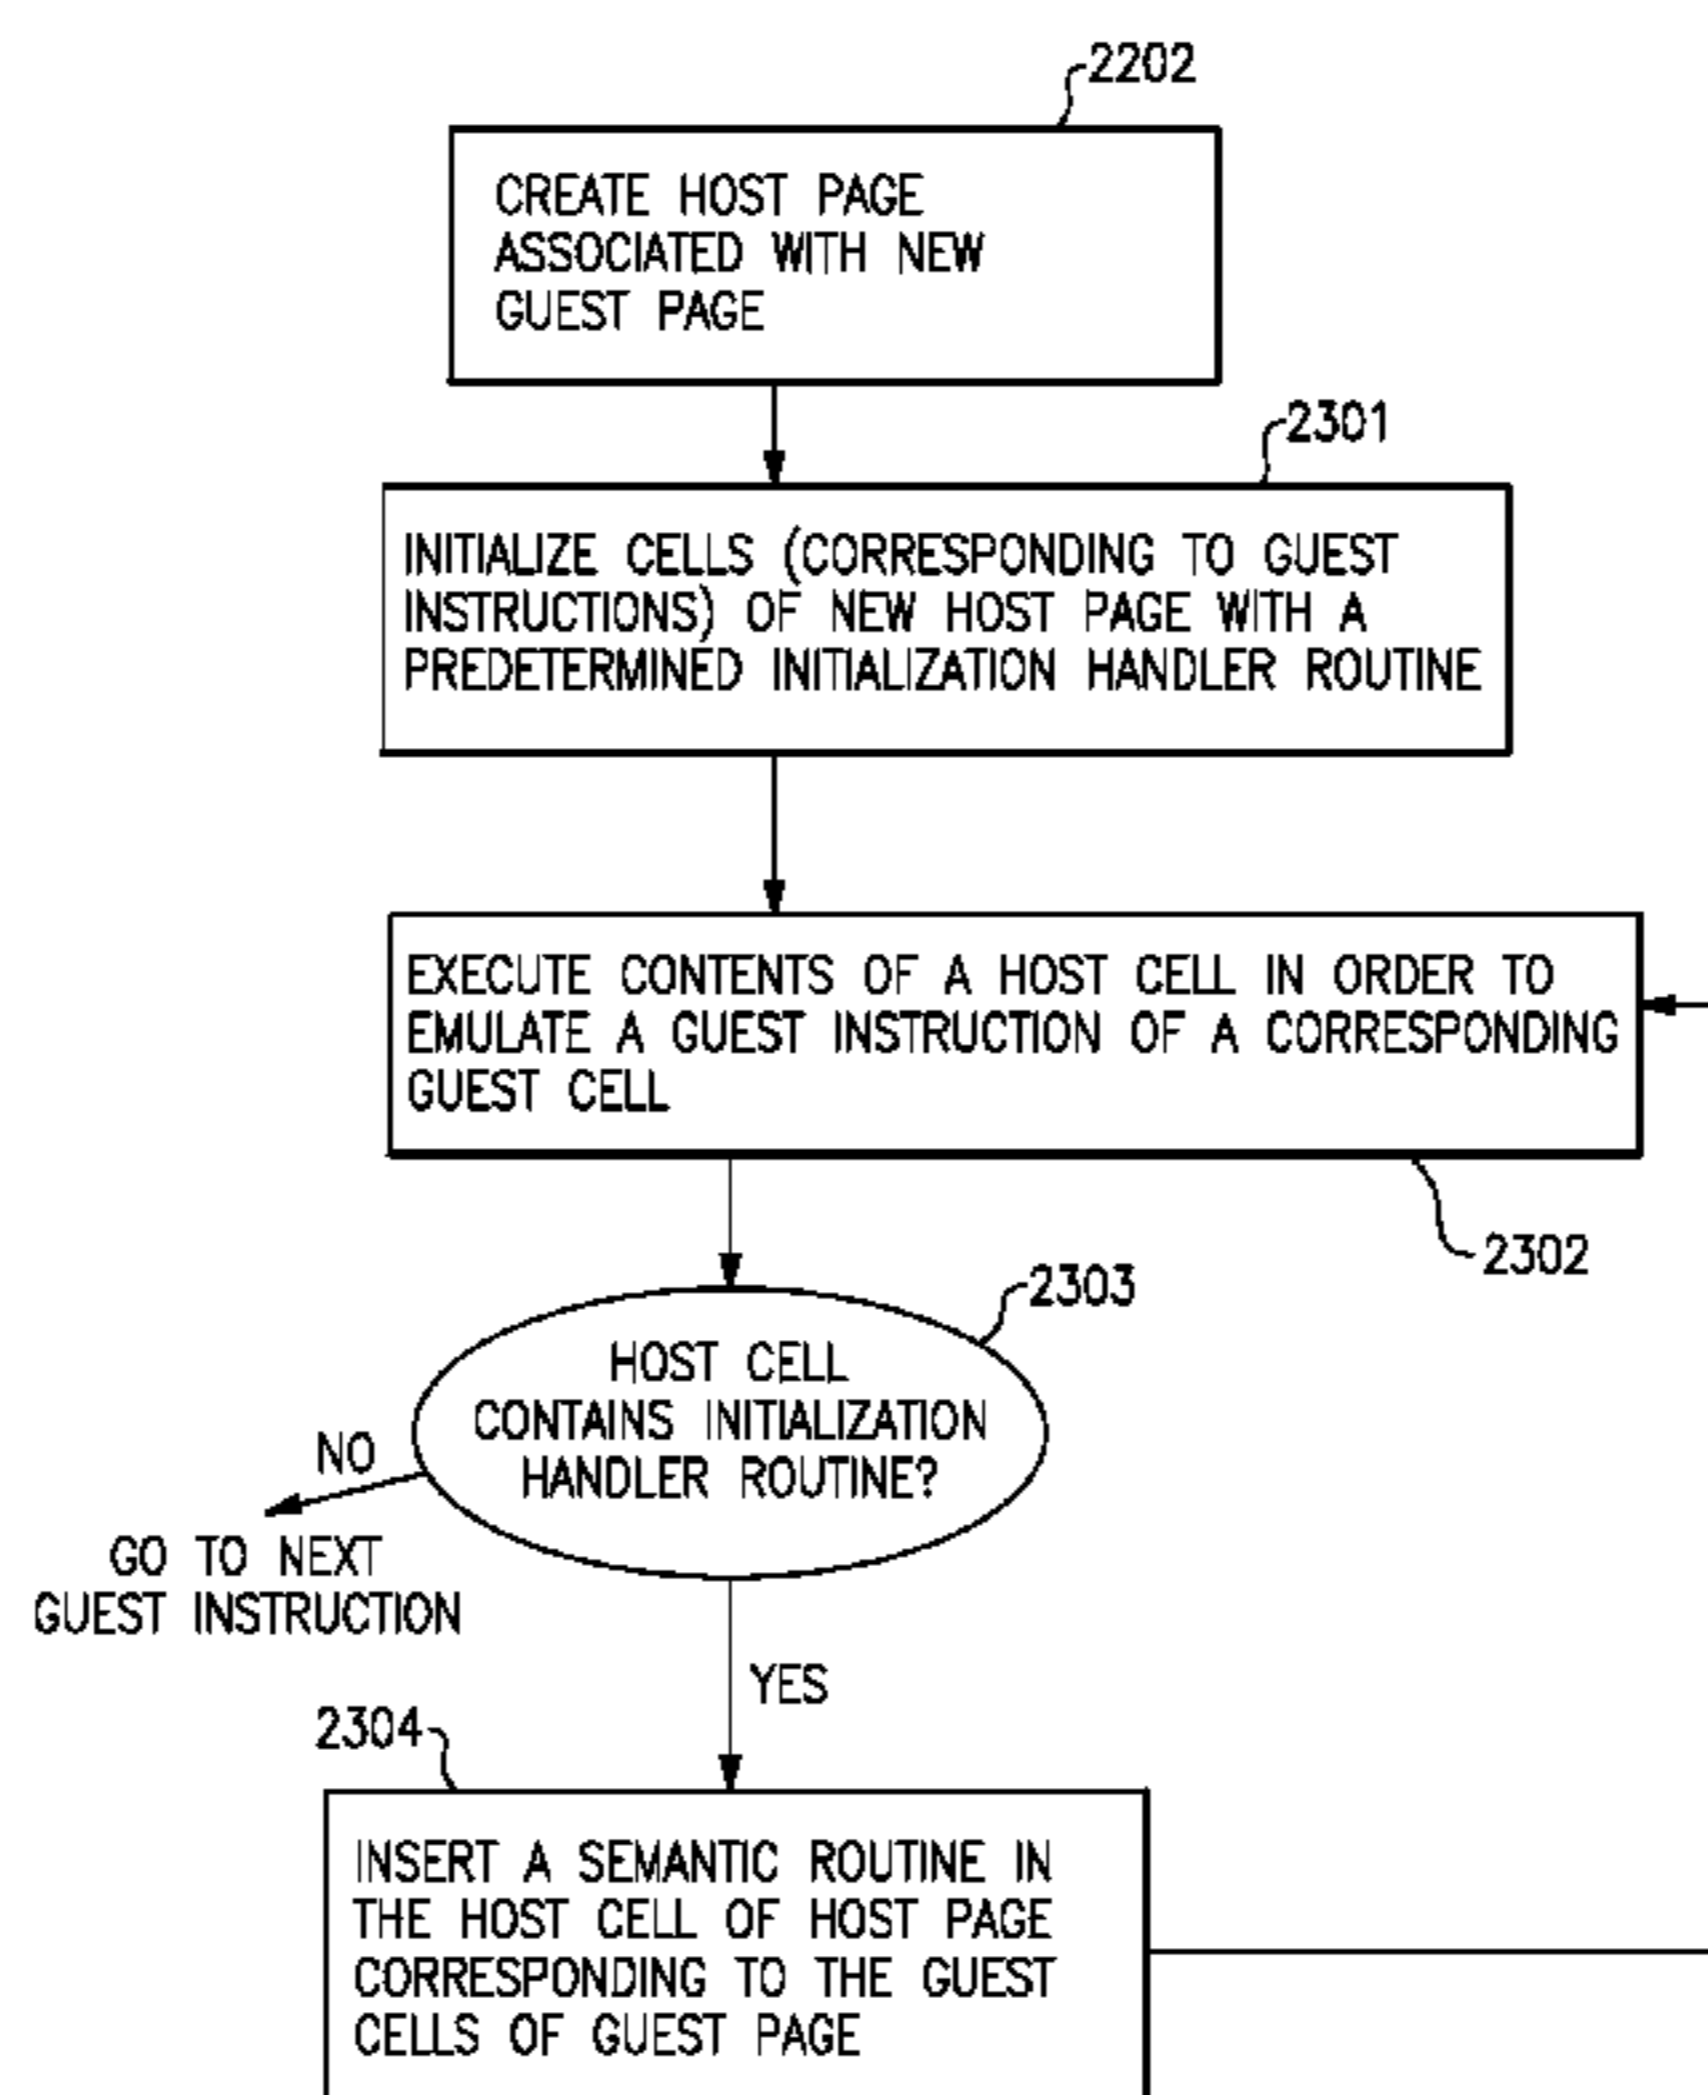 2202
CREATE HOST PAGE
ASSOCIATED WITH NEW
GUEST PAGE
2301
INITIALIZE CELLS (CORRESPONDING TO GUEST
INSTRUCTIONS) OF NEW HOST PAGE WITH A
PREDETERMINED INITIALIZATION HANDLER ROUTINE
EXECUTE CONTENTS OF A HOST CELL IN ORDER TO
EMULATE A GUEST INSTRUCTION OF A CORRESPONDING
GUEST CELL
2302
2303
HOST CELL
CONTAINS INITIALIZATION
HANDLER ROUTINE?
NO
GO TO NEXT
GUEST INSTRUCTION
YES
2304
INSERT A SEMANTIC ROUTINE IN
THE HOST CELL OF HOST PAGE
CORRESPONDING TO THE GUEST
CELLS OF GUEST PAGE